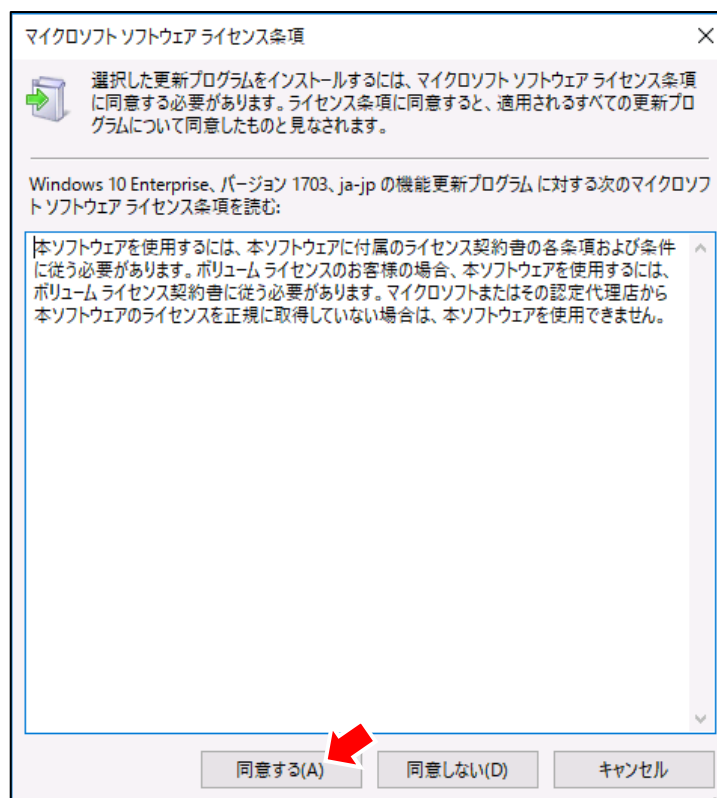 マイクロソフト ソフトウェア ライセンス条項
選択した更新プログラムをインストールするには、マイクロソフト ソフトウェア ライセンス条項
に同意する必要があります。ライセンス条項に同意すると、適用されるすべての更新プロ
グラムについて同意したものと見なされます。
Windows 10 Enterprise、バージョン 1703、ja-jp の機能更新プログラム に対する次のマイクロソフ
ト ソフトウェア ライセンス条項を読む:
本ソフトウェアを使用するには、本ソフトウェアに付属のライセンス契約書の各条項および条件
に従う必要があります。ボリューム ライセンスのお客様の場合、本ソフトウェアを使用するには、
ボリューム ライセンス契約書に従う必要があります。マイクロソフトまたはその認定代理店から
本ソフトウェアのライセンスを正規に取得していない場合は、本ソフトウェアを使用できません。
同意する(A) 同意しない(D) キャンセル